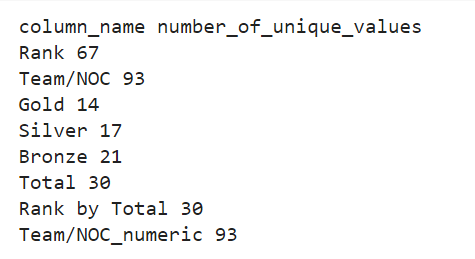 column_name number_of_unique_values
Rank 67
Team/NOC 93
Gold 14
Silver 17
Bronze 21
Total 30
Rank by Total 30
Team/NOC_numeric 93